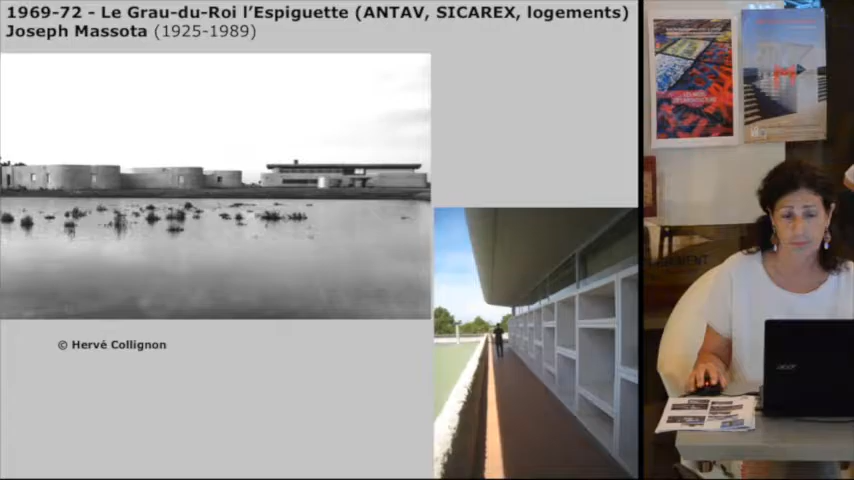 1969-72 - Le Grau-du-Roi l’Espiguette (ANTAV, SICAREX, logements)
Joseph Massota (1925-1989)
© Hervé Collignon
acer